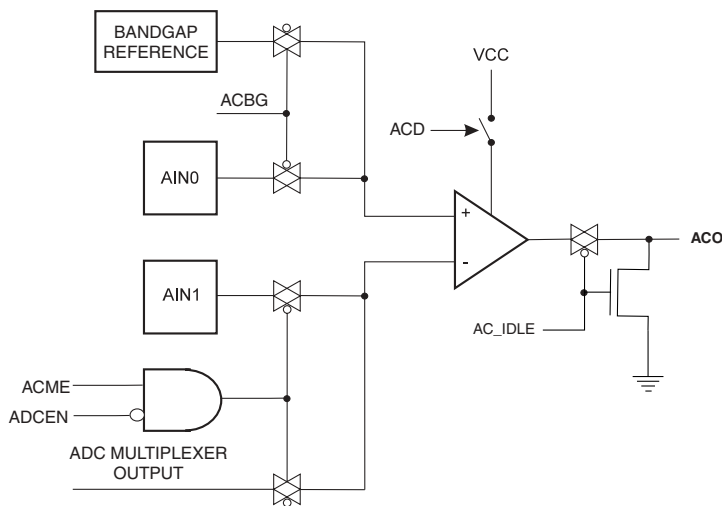 BANDGAP
REFERENCE
VCC
ACBG
ACD
AIN0
+
ACO
-
AIN1
AC_IDLE
ACME
ADCEN
ADC MULTIPLEXER
OUTPUT